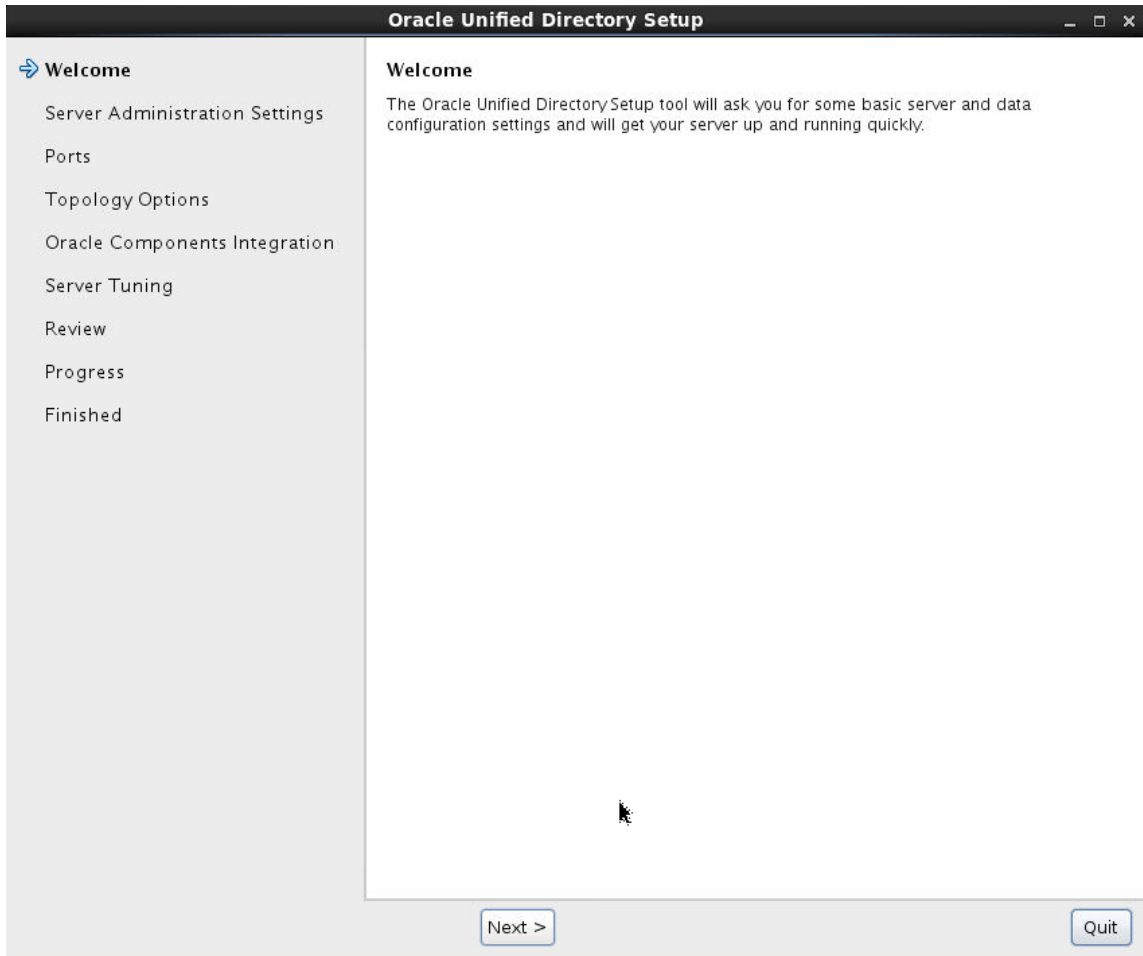 Oracle Unified Directory Setup
Welcome
Server Administration Settings
Ports
Topology Options
Oracle Components Integration
Server Tuning
Review
Progress
Finished
Welcome
The Oracle Unified Directory Setup tool will ask you for some basic server and data
configuration settings and will get your server up and running quickly.
Next >
Quit